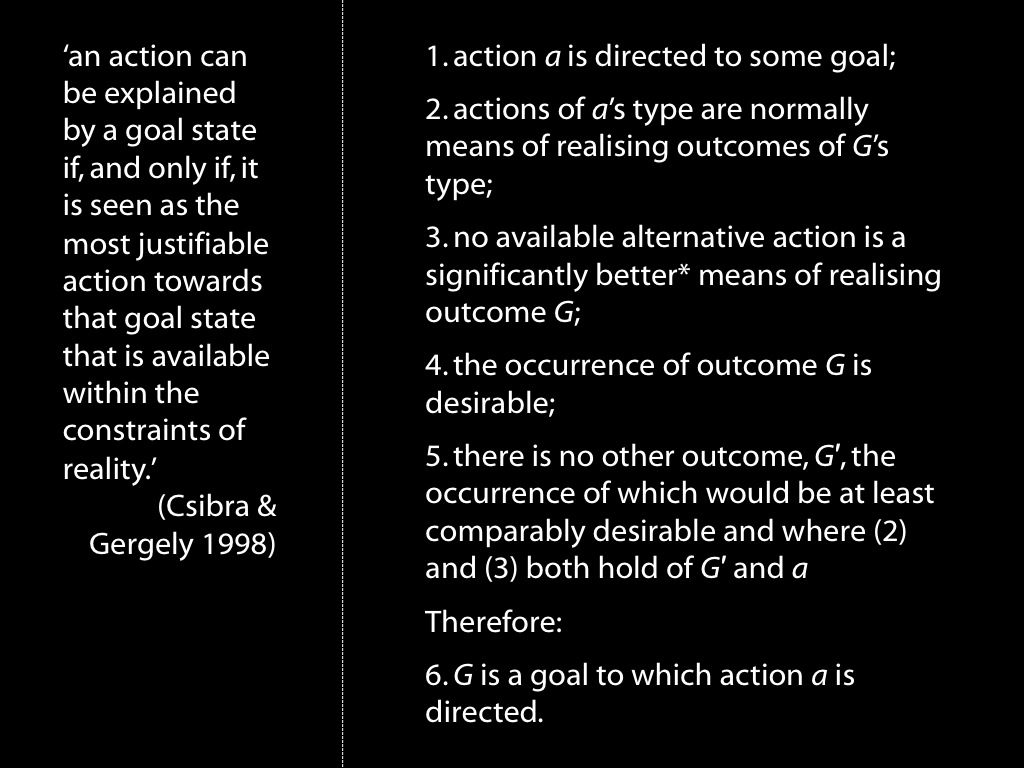 ‘an action can
be explained
by a goal state
if, and only if, it
is seen as the
most justifiable
action towards
that goal state
that is available
within the
constraints of
reality.’
(Csibra &
Gergely 1998)
1. action a is directed to some goal;
2. actions of a’s type are normally
means of realising outcomes of G’s
type;
3. no available alternative action is a
significantly better* means of realising
outcome G;
4. the occurrence of outcome G is
desirable;
5. there is no other outcome, G′, the
occurrence of which would be at least
comparably desirable and where (2)
and (3) both hold of G′ and a
Therefore:
6. G is a goal to which action a is
directed.